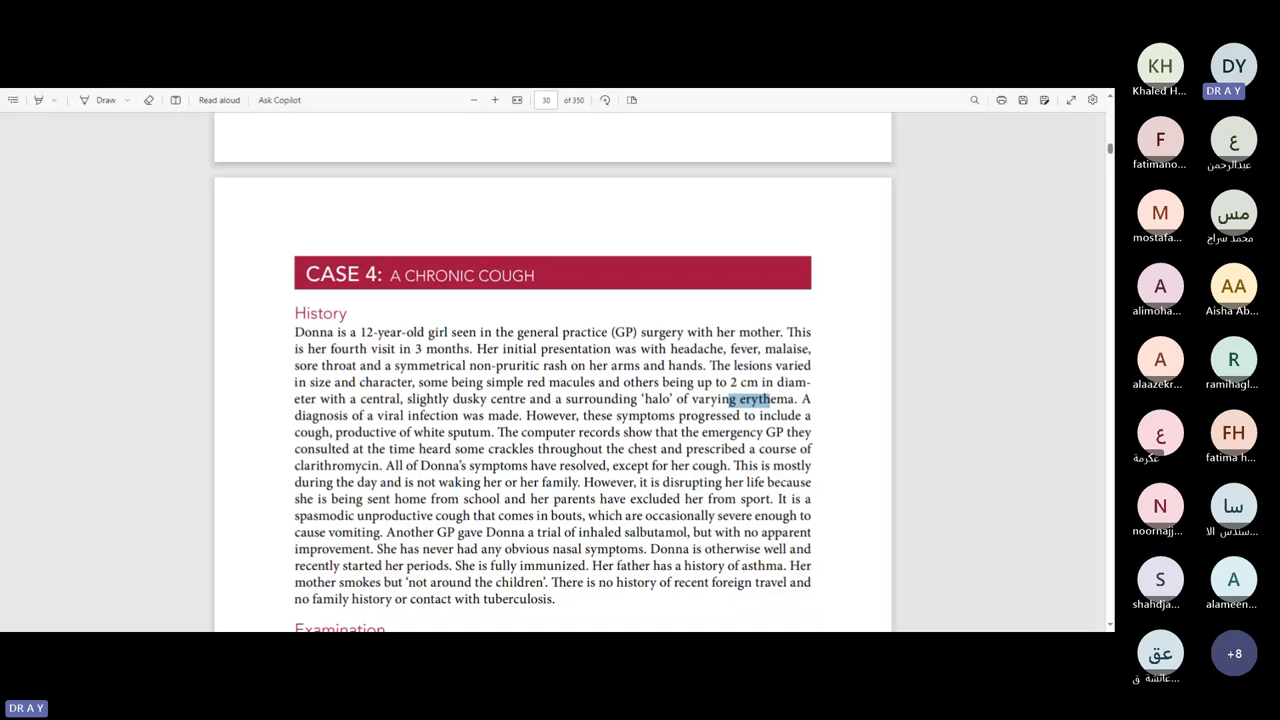 Draw
Read aloud
Ask Copilot
30
of 350
CASE 4: A CHRONIC COUGH
History
Donna is a 12-year-old girl seen in the general practice (GP) surgery with her mother. This
is her fourth visit in 3 months. Her initial presentation was with headache, fever, malaise,
sore throat and a symmetrical non-pruritic rash on her arms and hands. The lesions varied
in size and character, some being simple red macules and others being up to 2 cm in diam-
eter with a central, slightly dusky centre and a surrounding ‘halo’ of varying erythema. A
diagnosis of a viral infection was made. However, these symptoms progressed to include a
cough, productive of white sputum. The computer records show that the emergency GP they
consulted at the time heard some crackles throughout the chest and prescribed a course of
clarithromycin. All of Donna’s symptoms have resolved, except for her cough. This is mostly
during the day and is not waking her or her family. However, it is disrupting her life because
she is being sent home from school and her parents have excluded her from sport. It is a
spasmodic unproductive cough that comes in bouts, which are occasionally severe enough to
cause vomiting. Another GP gave Donna a trial of inhaled salbutamol, but with no apparent
improvement. She has never had any obvious nasal symptoms. Donna is otherwise well and
recently started her periods. She is fully immunized. Her father has a history of asthma. Her
mother smokes but ‘not around the children’. There is no history of recent foreign travel and
no family history or contact with tuberculosis.
Examination
KH
Khaled H...
DY
DR A Y
F
fatimano...
ع
عبدالرحمن
M
mostafa...
مس
محمد سراج
A
alimoha...
AA
Aisha Ab...
A
alaazekr...
R
ramihagl...
ع
عكرمة
FH
fatima h...
N
noornajj...
سا
S
shahdja...
A
alameen...
عق
عائشة ق...
+8
DR A Y